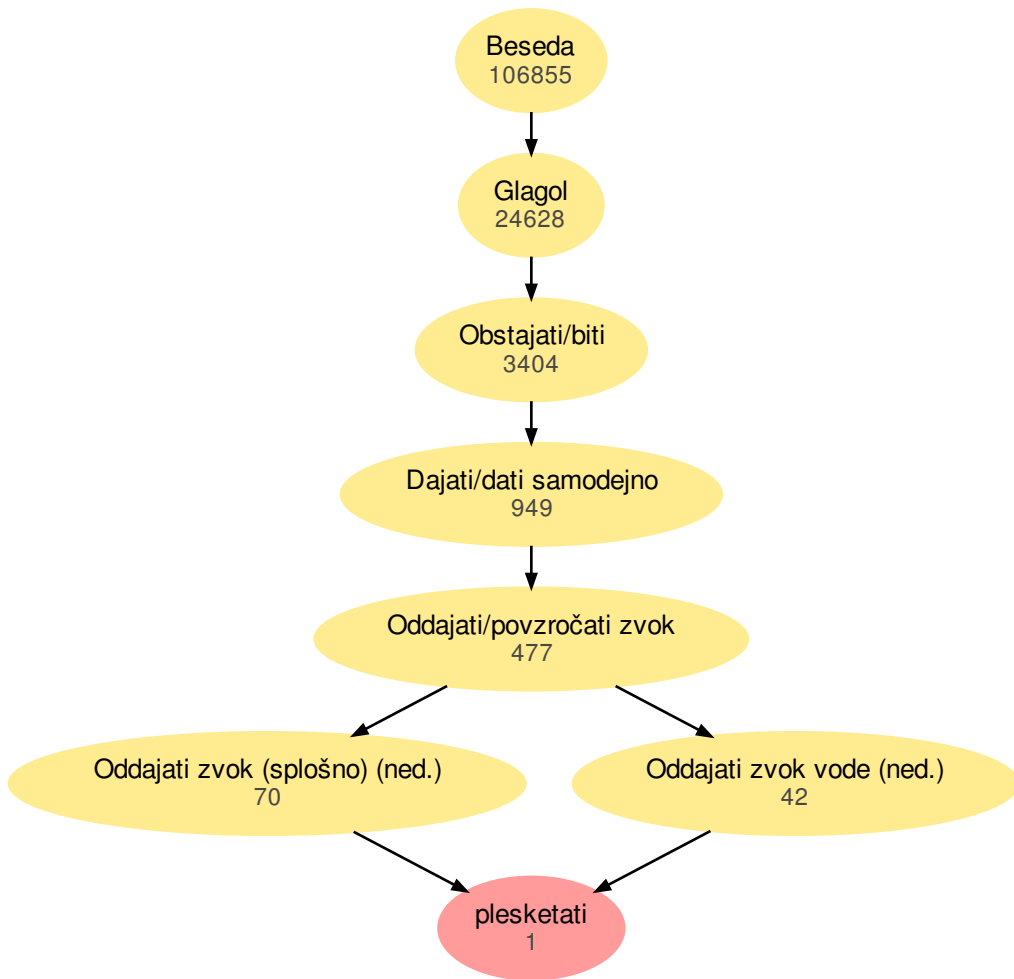 Beseda
106855
Glagol
24628
Obstajati/biti
3404
Dajati/dati samodejno
949
Oddajati/povzročati zvok
477
Oddajati zvok (splošno) (ned.)
70
Oddajati zvok vode (ned.)
42
plesketati
1